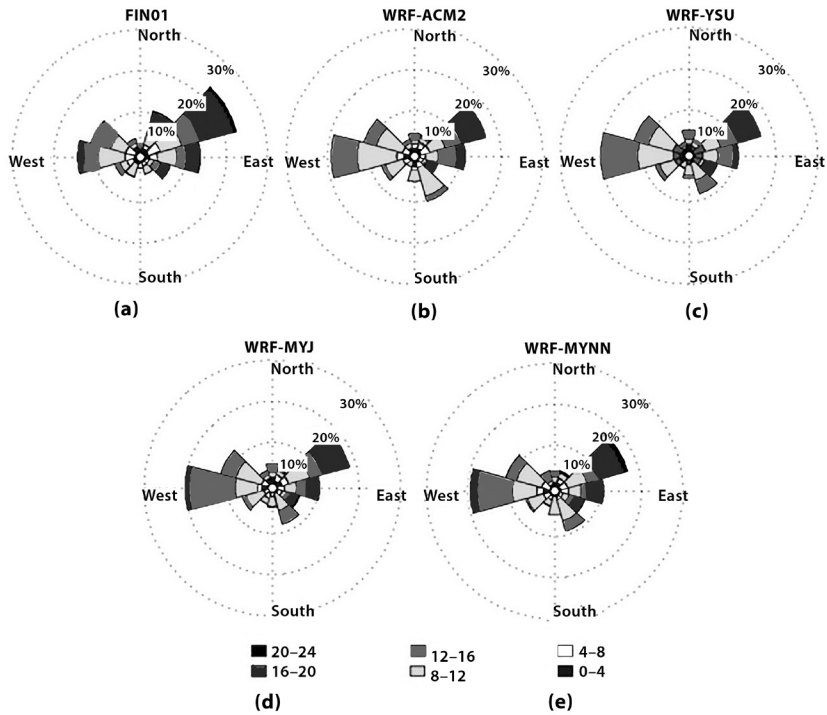 FIN01
North
30%
20%
10%
West
East
South
(a)
WRF-ACM2
North
30%
20%
10%
West
East
South
(b)
WRF-YSU
North
30%
20%
10%
West
East
South
(c)
WRF-MYJ
North
30%
20%
10%
West
East
South
WRF-MYNN
North
30%
20%
10%
West
East
South
20–24
16–20
12–16
8–12
4–8
0–4
(d)
(e)